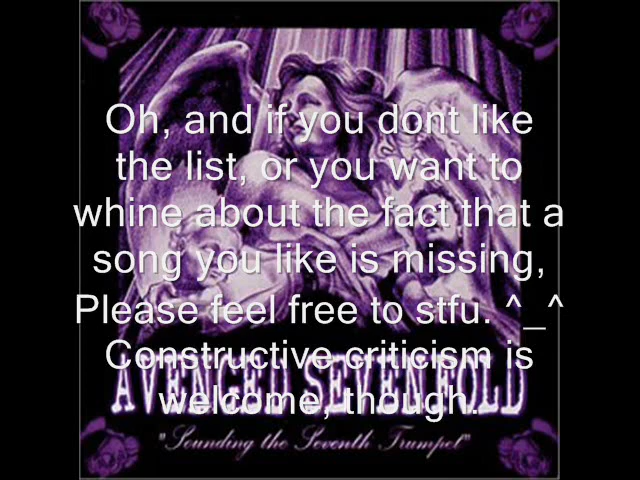 Oh, and if you dont like
the list, or you want to
whine about the fact that a
song you like is missing,
Please feel free to stfu. ^_^
Constructive criticism is
AVENGED SEVENFOLD
welcome, though.
"Sounding the Seventh Trumpet"